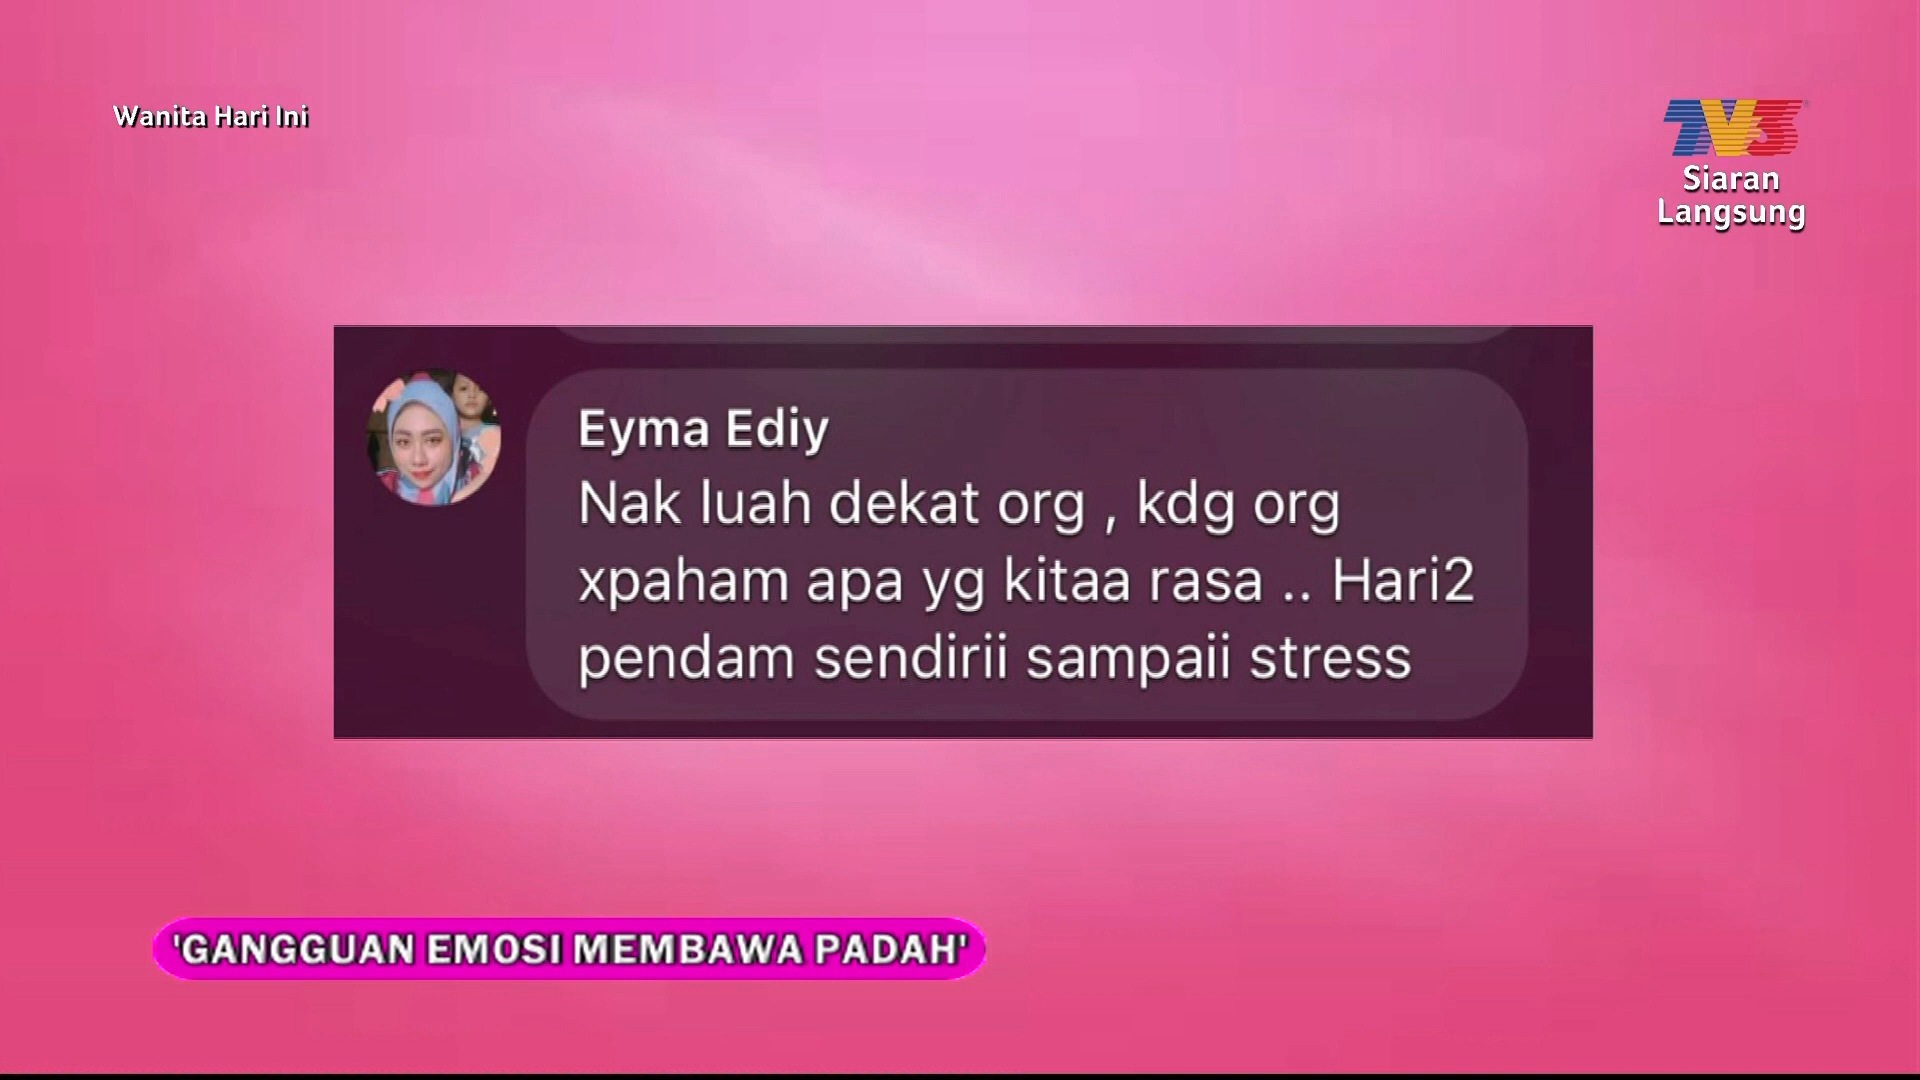 Wanita Hari Ini
TV3
Siaran
Langsung
Eyma Ediy
Nak luah dekat org , kdg org
xpaham apa yg kitaa rasa .. Hari2
pendam sendirii sampaii stress
'GANGGUAN EMOSI MEMBAWA PADAH'